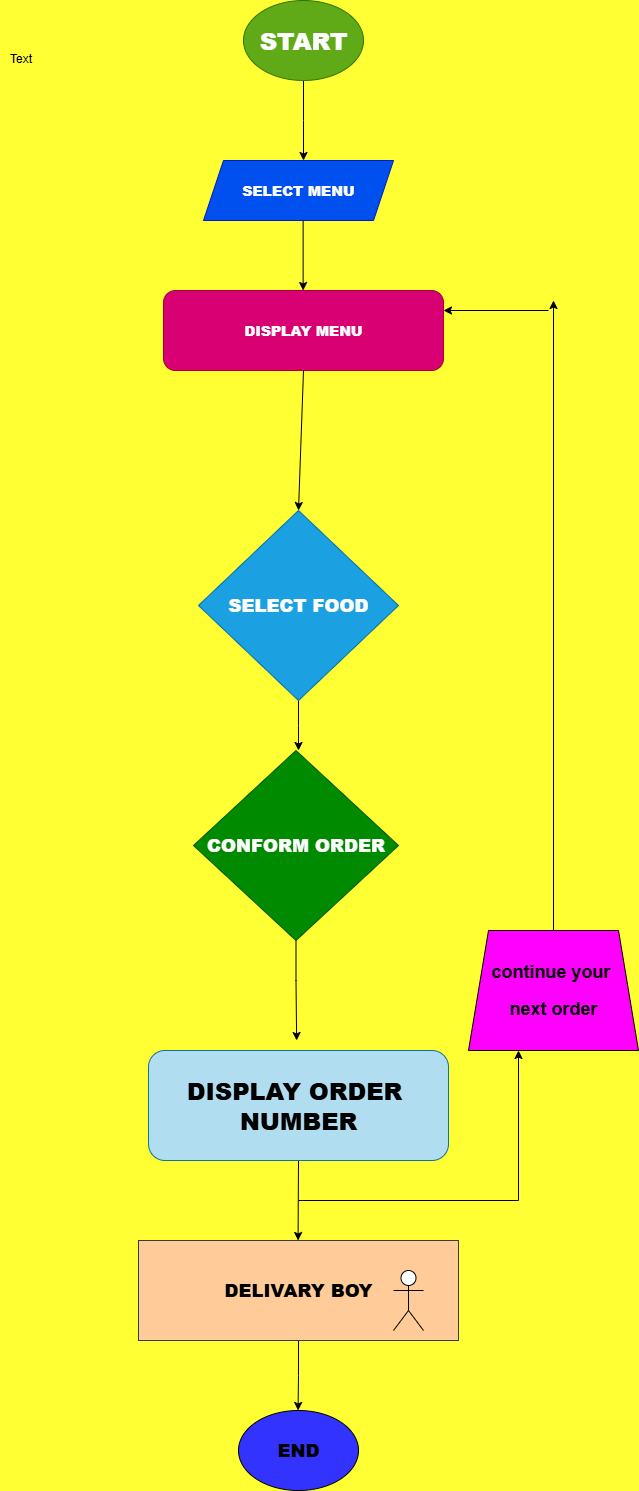 START
Text
SELECT MENU
DISPLAY MENU
SELECT FOOD
CONFORM ORDER
continue your
next order
DISPLAY ORDER
NUMBER
DELIVARY BOY
END